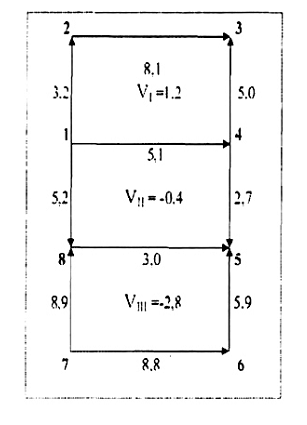 2 3
8,1
3,2 V_I =1,2 5,0
1 4
5,1
5,2 V_II = -0,4 2,7
8 3,0 5
8,9 V_III =-2,8 5,9
7 8,8 6